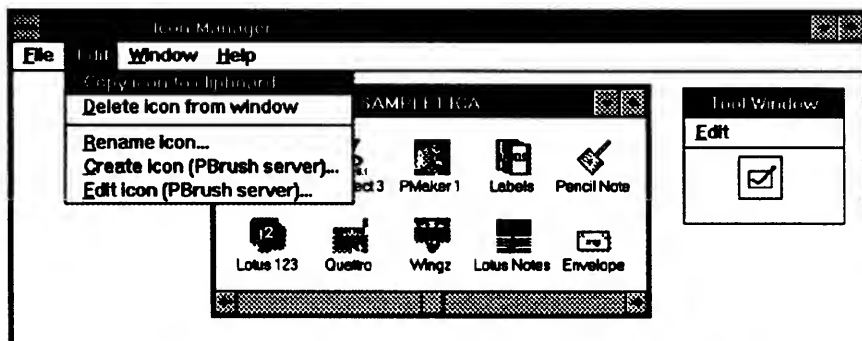 Icon Manager
File Edit Window Help
Copy icon to clipboard
Delete icon from window
Rename icon...
Create icon (PBrush server)...
Edit icon (PBrush server)...
SAMPLE1.ICA
ect 3 PMaker 1 Labels Pencil Note
Lotus 123 Quattro Wingz Lotus Notes Envelope
Tool Window
Edit